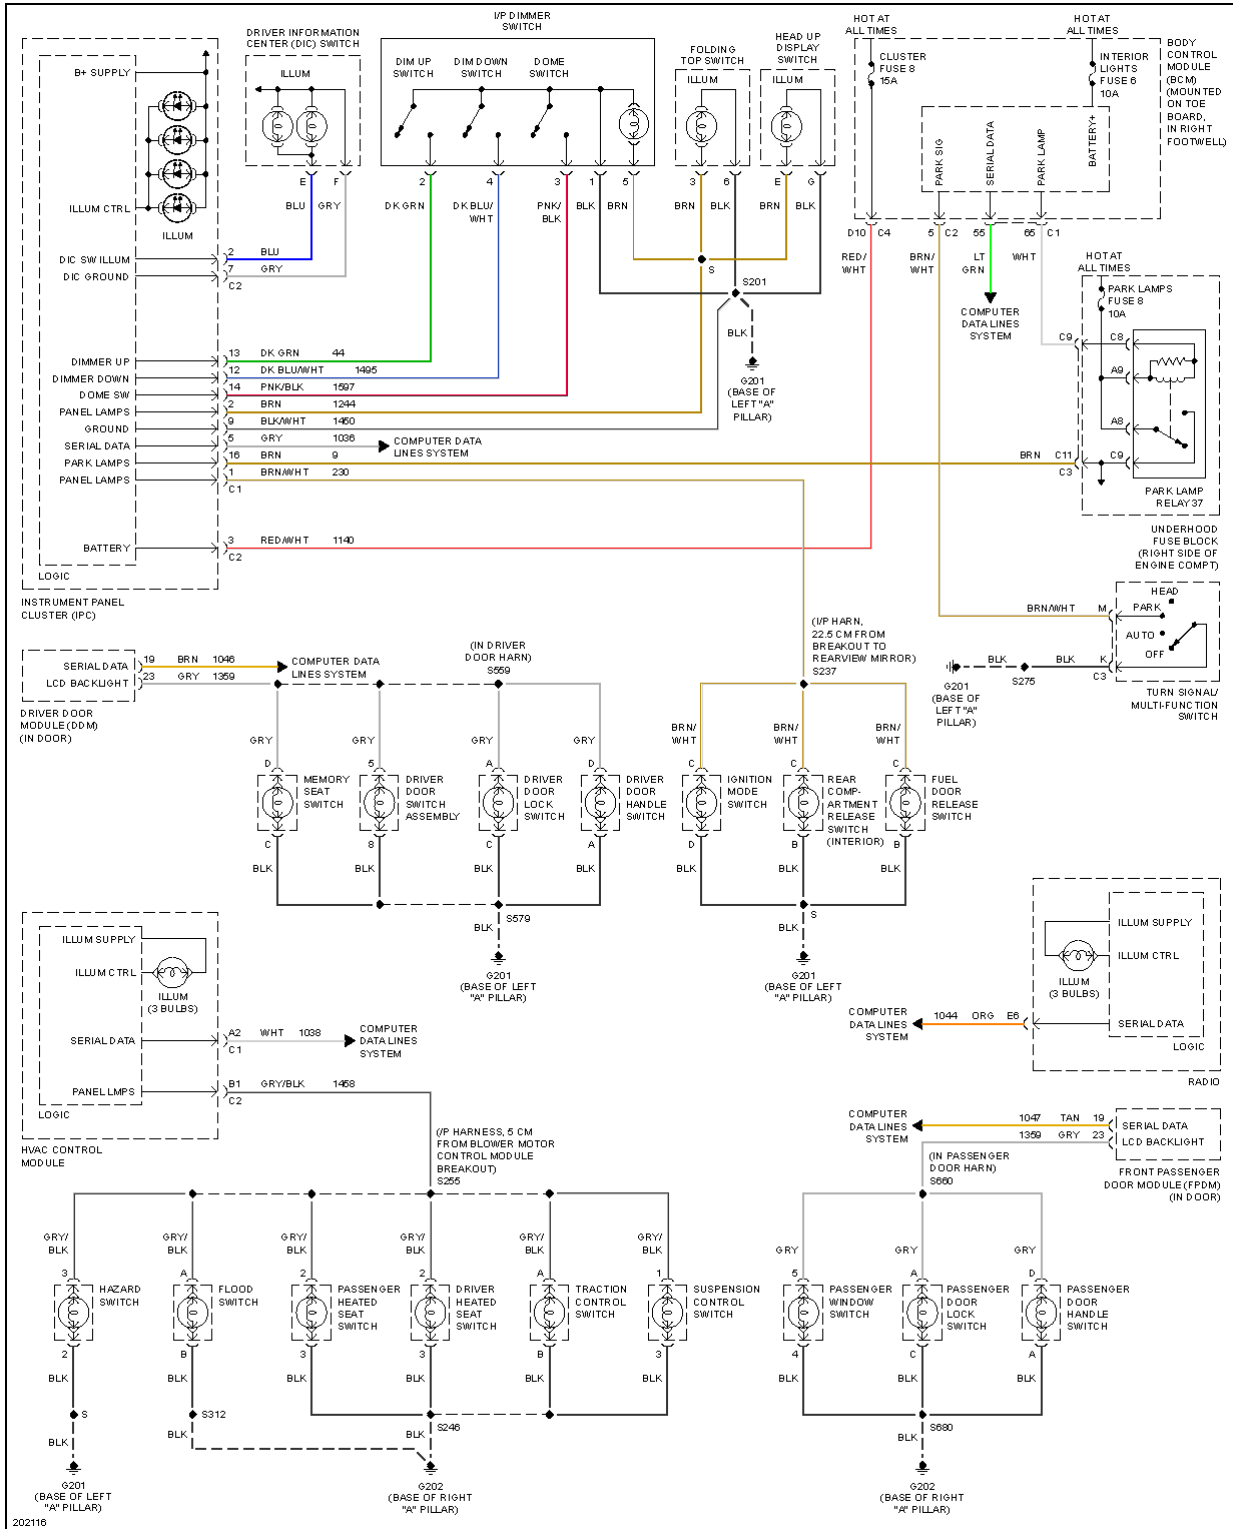 I/P DIMMER
SWITCH
DRIVER INFORMATION
CENTER (DIC) SWITCH
ILLUM
E
F
BLU
GRY
DIM UP
SWITCH
DIM DOWN
SWITCH
DOME
SWITCH
2
4
3
1
5
DK GRN
DK BLU/
WHT
PNK/
BLK
BLK
BRN
FOLDING
TOP SWITCH
ILLUM
3
6
BRN
BLK
HEAD UP
DISPLAY
SWITCH
ILLUM
E
G
BRN
BLK
S
S201
BLK
G201
(BASE OF
LEFT "A"
PILLAR)
HOT AT
ALL TIMES
HOT AT
ALL TIMES
CLUSTER
FUSE 8
15A
INTERIOR
LIGHTS
FUSE 6
10A
BODY
CONTROL
MODULE
(BCM)
(MOUNTED
ON TOE
BOARD,
IN RIGHT
FOOTWELL)
PARK SIG
SERIAL DATA
PARK LAMP
BATTERY+
D10
C4
5
C2
55
65
C1
RED/
WHT
BRN/
WHT
LT
GRN
WHT
COMPUTER
DATA LINES
SYSTEM
HOT AT
ALL TIMES
PARK LAMPS
FUSE 8
10A
C9
C8
A9
A8
C9
BRN
C11
C3
PARK LAMP
RELAY 37
UNDERHOOD
FUSE BLOCK
(RIGHT SIDE OF
ENGINE COMPT)
B+ SUPPLY
ILLUM CTRL
ILLUM
DIC SW ILLUM
2
BLU
DIC GROUND
7
GRY
C2
DIMMER UP
13
DK GRN
44
DIMMER DOWN
12
DK BLU/WHT
1495
DOME SW
14
PNK/BLK
1597
PANEL LAMPS
2
BRN
1244
GROUND
9
BLK/WHT
1450
SERIAL DATA
5
GRY
1036
COMPUTER DATA
LINES SYSTEM
PARK LAMPS
16
BRN
9
PANEL LAMPS
1
BRN/WHT
230
C1
BATTERY
3
RED/WHT
1140
C2
LOGIC
INSTRUMENT PANEL
CLUSTER (IPC)
HEAD
PARK
AUTO
OFF
BRN/WHT
M
BLK
BLK
K
C3
S275
G201
(BASE OF
LEFT "A"
PILLAR)
TURN SIGNAL/
MULTI-FUNCTION
SWITCH
SERIAL DATA
19
BRN
1046
COMPUTER DATA
LINES SYSTEM
LCD BACKLIGHT
23
GRY
1359
DRIVER DOOR
MODULE (DDM)
(IN DOOR)
(IN DRIVER
DOOR HARN)
S559
(I/P HARN,
22.5 CM FROM
BREAKOUT TO
REARVIEW MIRROR)
S237
GRY
GRY
GRY
GRY
BRN/
WHT
BRN/
WHT
BRN/
WHT
D
5
A
D
C
C
C
MEMORY
SEAT
SWITCH
DRIVER
DOOR
SWITCH
ASSEMBLY
DRIVER
DOOR
LOCK
SWITCH
DRIVER
DOOR
HANDLE
SWITCH
IGNITION
MODE
SWITCH
REAR
COMP-
ARTMENT
RELEASE
SWITCH
(INTERIOR)
FUEL
DOOR
RELEASE
SWITCH
C
8
C
A
D
B
B
BLK
BLK
BLK
BLK
BLK
BLK
BLK
S579
S
BLK
BLK
G201
(BASE OF LEFT
"A" PILLAR)
G201
(BASE OF LEFT
"A" PILLAR)
ILLUM SUPPLY
ILLUM CTRL
ILLUM
(3 BULBS)
SERIAL DATA
A2
WHT
1038
C1
COMPUTER
DATA LINES
SYSTEM
PANEL LMPS
B1
GRY/BLK
1458
C2
LOGIC
HVAC CONTROL
MODULE
ILLUM SUPPLY
ILLUM CTRL
ILLUM
(3 BULBS)
COMPUTER
DATA LINES
SYSTEM
1044
ORG
E6
SERIAL DATA
LOGIC
RADIO
COMPUTER
DATA LINES
SYSTEM
1047
TAN
19
SERIAL DATA
1359
GRY
23
LCD BACKLIGHT
FRONT PASSENGER
DOOR MODULE (FPDM)
(IN DOOR)
(I/P HARNESS, 5 CM
FROM BLOWER MOTOR
CONTROL MODULE
BREAKOUT)
S255
(IN PASSENGER
DOOR HARN)
S660
GRY/
BLK
GRY/
BLK
GRY/
BLK
GRY/
BLK
GRY/
BLK
GRY/
BLK
GRY
GRY
GRY
3
A
2
2
A
1
5
A
D
HAZARD
SWITCH
FLOOD
SWITCH
PASSENGER
HEATED
SEAT
SWITCH
DRIVER
HEATED
SEAT
SWITCH
TRACTION
CONTROL
SWITCH
SUSPENSION
CONTROL SWITCH
PASSENGER
WINDOW
SWITCH
PASSENGER
DOOR
LOCK
SWITCH
PASSENGER
DOOR
HANDLE
SWITCH
2
B
3
3
B
3
4
C
A
BLK
BLK
BLK
BLK
BLK
BLK
BLK
BLK
BLK
S
S312
S246
S680
BLK
BLK
BLK
BLK
G201
(BASE OF LEFT
"A" PILLAR)
G202
(BASE OF RIGHT
"A" PILLAR)
G202
(BASE OF RIGHT
"A" PILLAR)
202116